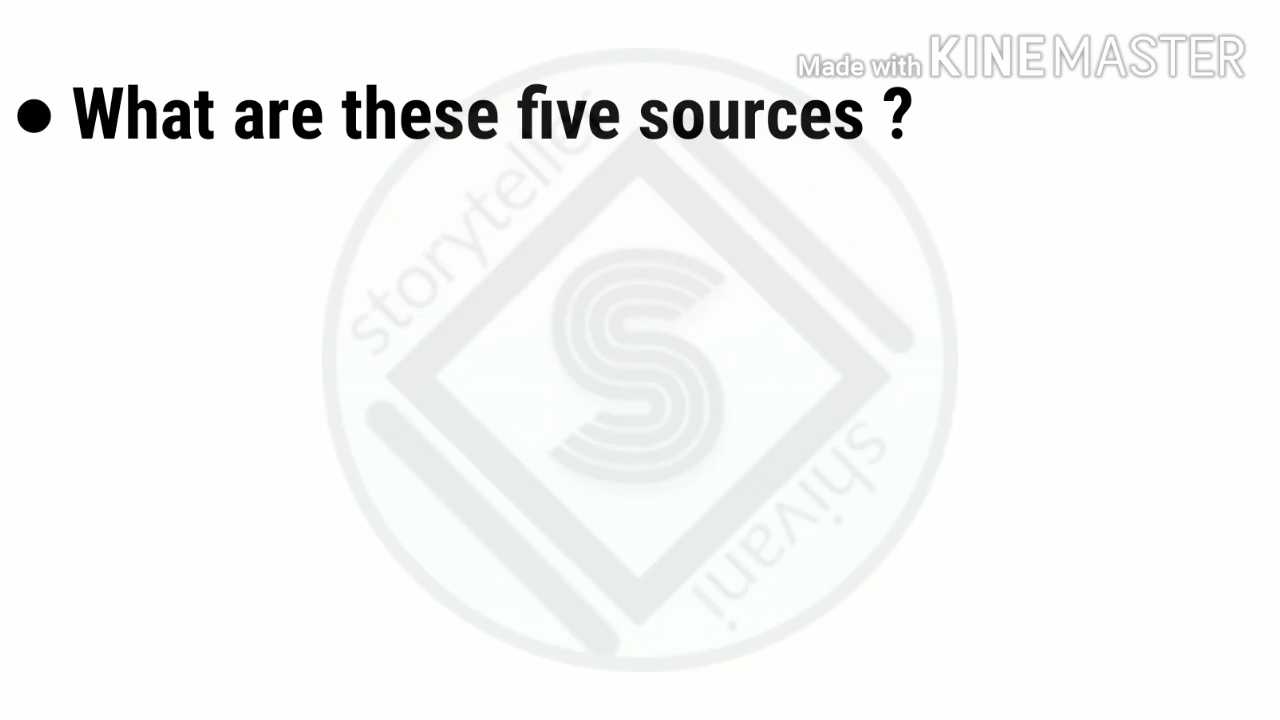 Made with KINEMASTER
● What are these five sources ?
storyteller
shivani